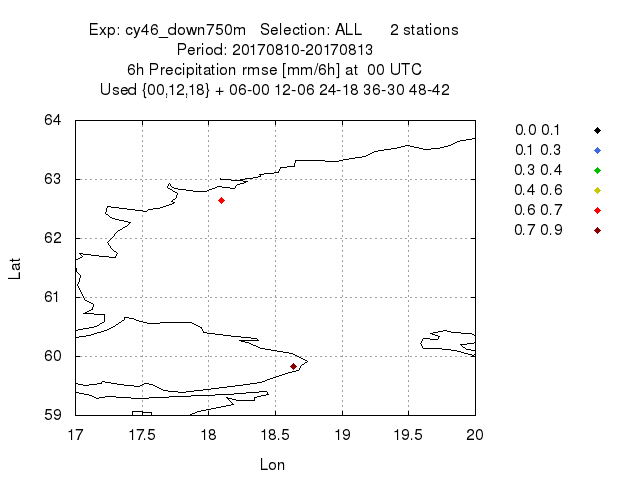 Exp: cy46_down750m   Selection: ALL      2 stations
Period: 20170810-20170813
6h Precipitation rmse [mm/6h] at  00 UTC
Used {00,12,18} + 06-00 12-06 24-18 36-30 48-42
64
63
62
61
60
59
Lat
17 17.5 18 18.5 19 19.5 20
Lon
0.0 0.1
0.1 0.3
0.3 0.4
0.4 0.6
0.6 0.7
0.7 0.9